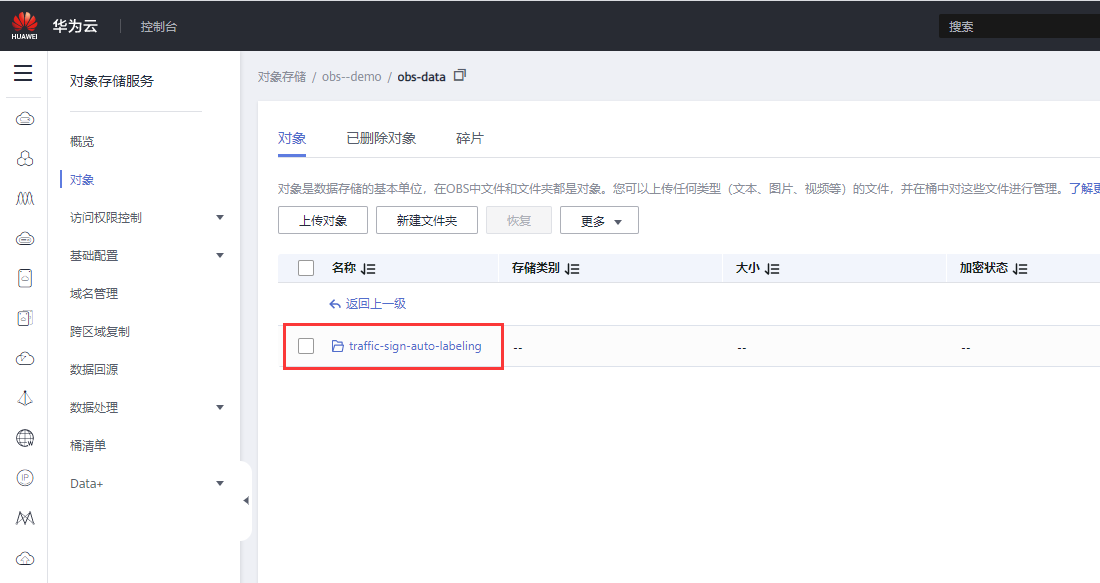 HUAWEI
华为云
控制台
搜索
对象存储服务
概览
对象
访问权限控制
基础配置
域名管理
跨区域复制
数据回源
数据处理
桶清单
Data+
对象存储 / obs--demo / obs-data
对象 已删除对象 碎片
对象是数据存储的基本单位，在OBS中文件和文件夹都是对象。您可以上传任何类型（文本、图片、视频等）的文件，并在桶中对这些文件进行管理。了解更
上传对象 新建文件夹 恢复 更多
名称 存储类别 大小 加密状态
返回上一级
traffic-sign-auto-labeling -- -- --
IP